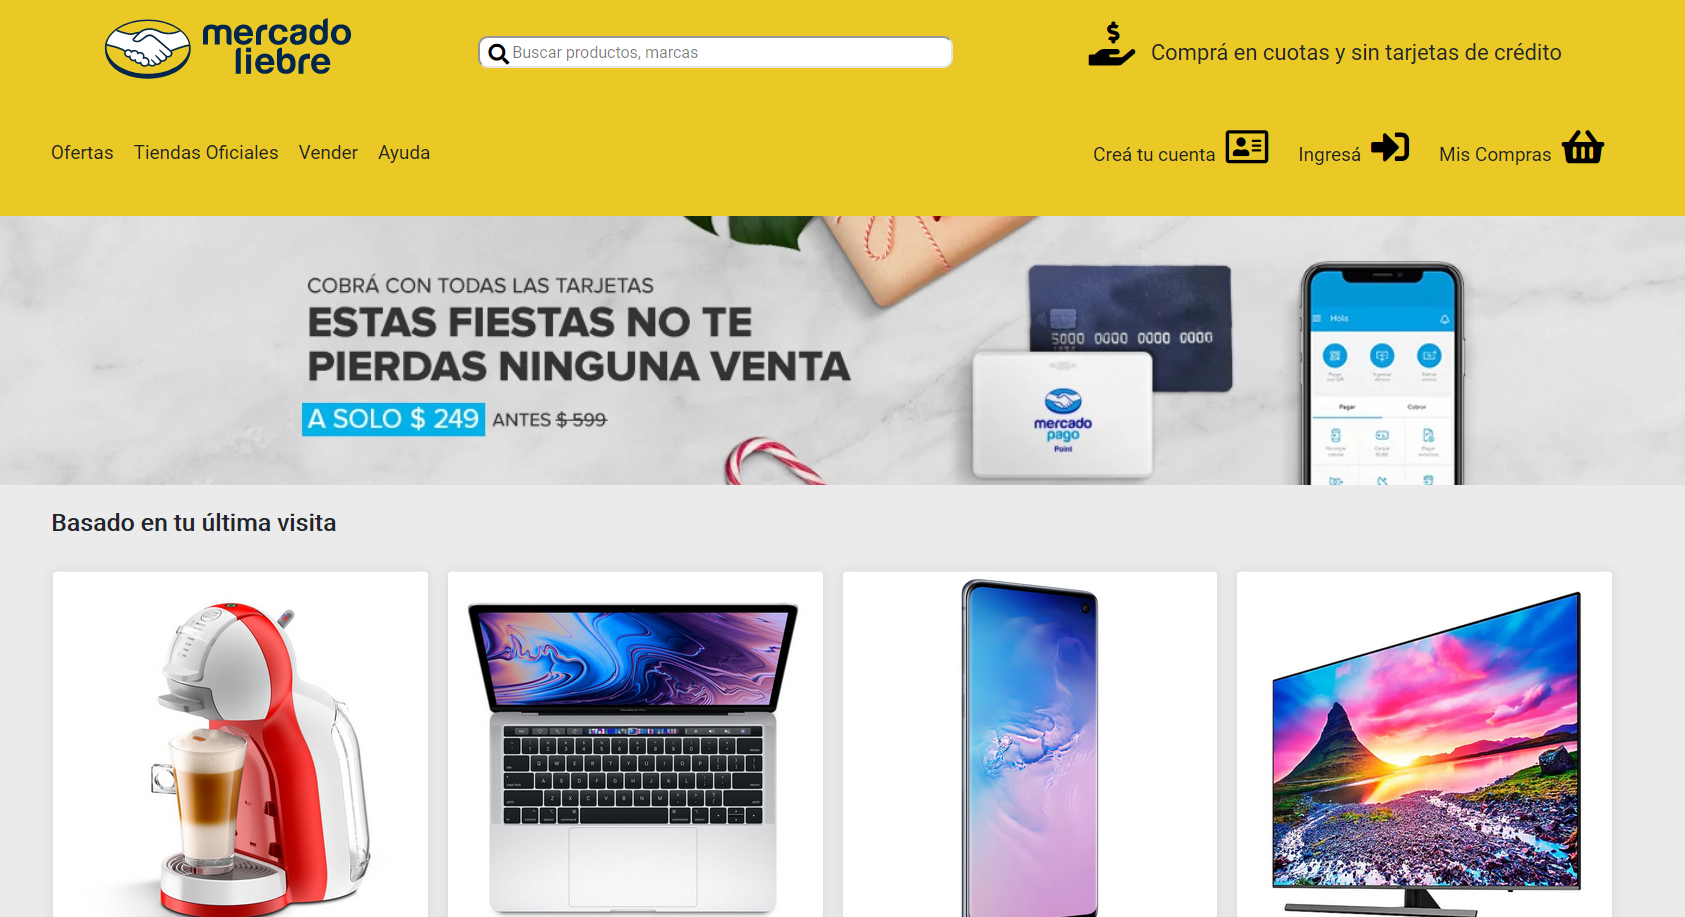 mercado
liebre
Buscar productos, marcas
$
Comprá en cuotas y sin tarjetas de crédito
Ofertas Tiendas Oficiales Vender Ayuda
Creá tu cuenta Ingresá Mis Compras
COBRÁ CON TODAS LAS TARJETAS
ESTAS FIESTAS NO TE
PIERDAS NINGUNA VENTA
A SOLO $ 249 ANTES $ 599
5000 0000 0000 0000
mercado
pago
Point
Hola
Pagar Cobrar
Basado en tu última visita